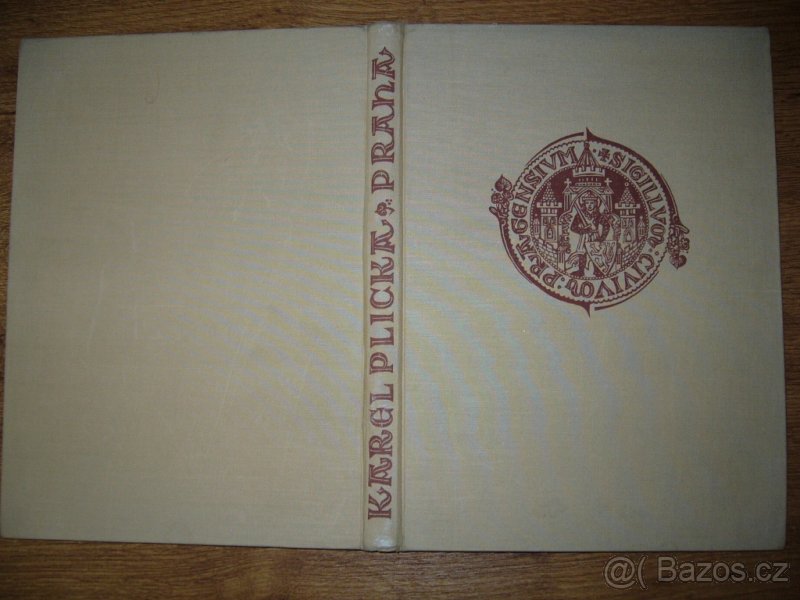 KAREL PLICKA PRAHA
SIGILLVM · CIVIVM : PRAGENSIVM ·
@( Bazos.cz